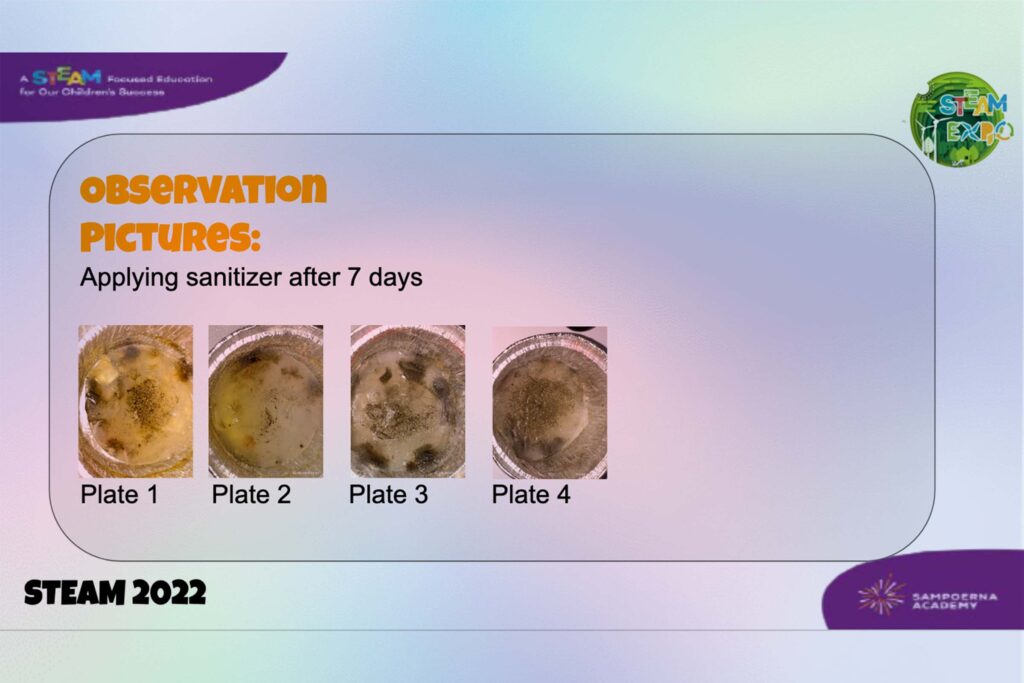 A STEAM Focused Education
for Our Children's Success
STEAM
EXPO
Observation
Pictures:
Applying sanitizer after 7 days
Plate 1
Plate 2
Plate 3
Plate 4
STEAM 2022
SAMPOERNA
ACADEMY